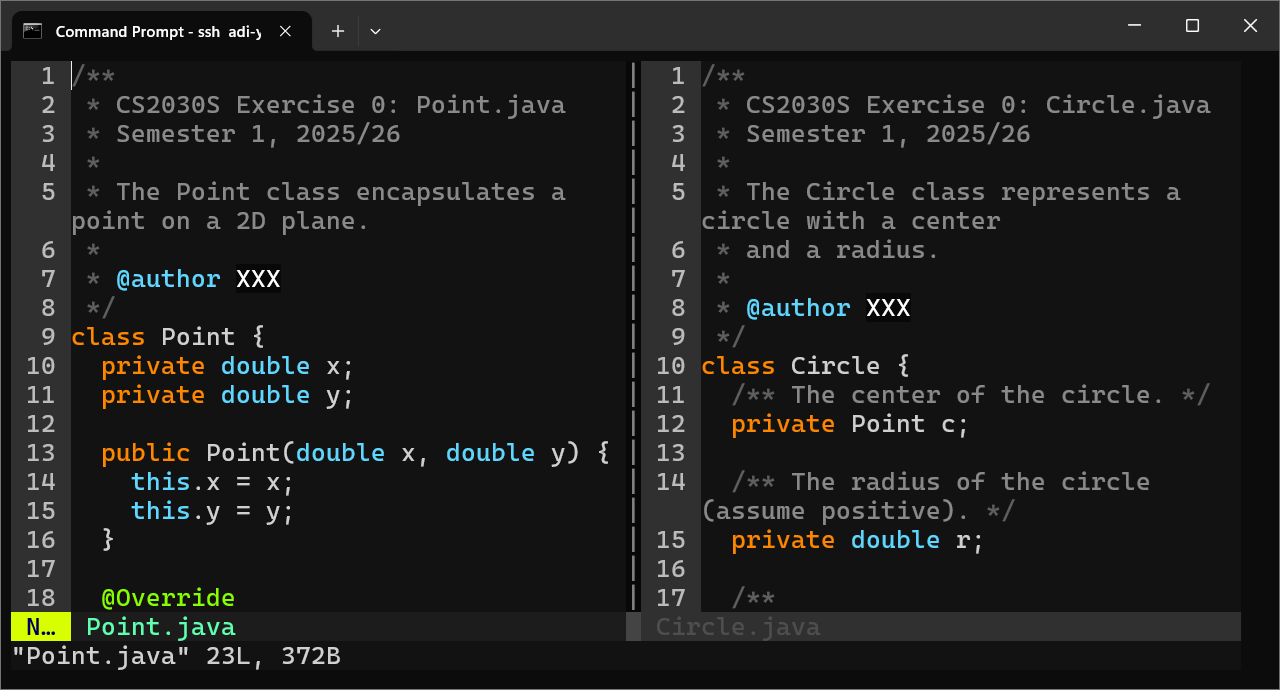 Command Prompt - ssh adi-y
1 /**
2 * CS2030S Exercise 0: Point.java
3 * Semester 1, 2025/26
4 *
5 * The Point class encapsulates a
point on a 2D plane.
6 *
7 * @author XXX
8 */
9 class Point {
10 private double x;
11 private double y;
12
13 public Point(double x, double y) {
14 this.x = x;
15 this.y = y;
16 }
17
18 @Override
N… Point.java
1 /**
2 * CS2030S Exercise 0: Circle.java
3 * Semester 1, 2025/26
4 *
5 * The Circle class represents a
circle with a center
6 * and a radius.
7 *
8 * @author XXX
9 */
10 class Circle {
11 /** The center of the circle. */
12 private Point c;
13
14 /** The radius of the circle
(assume positive). */
15 private double r;
16
17 /**
Circle.java
"Point.java" 23L, 372B